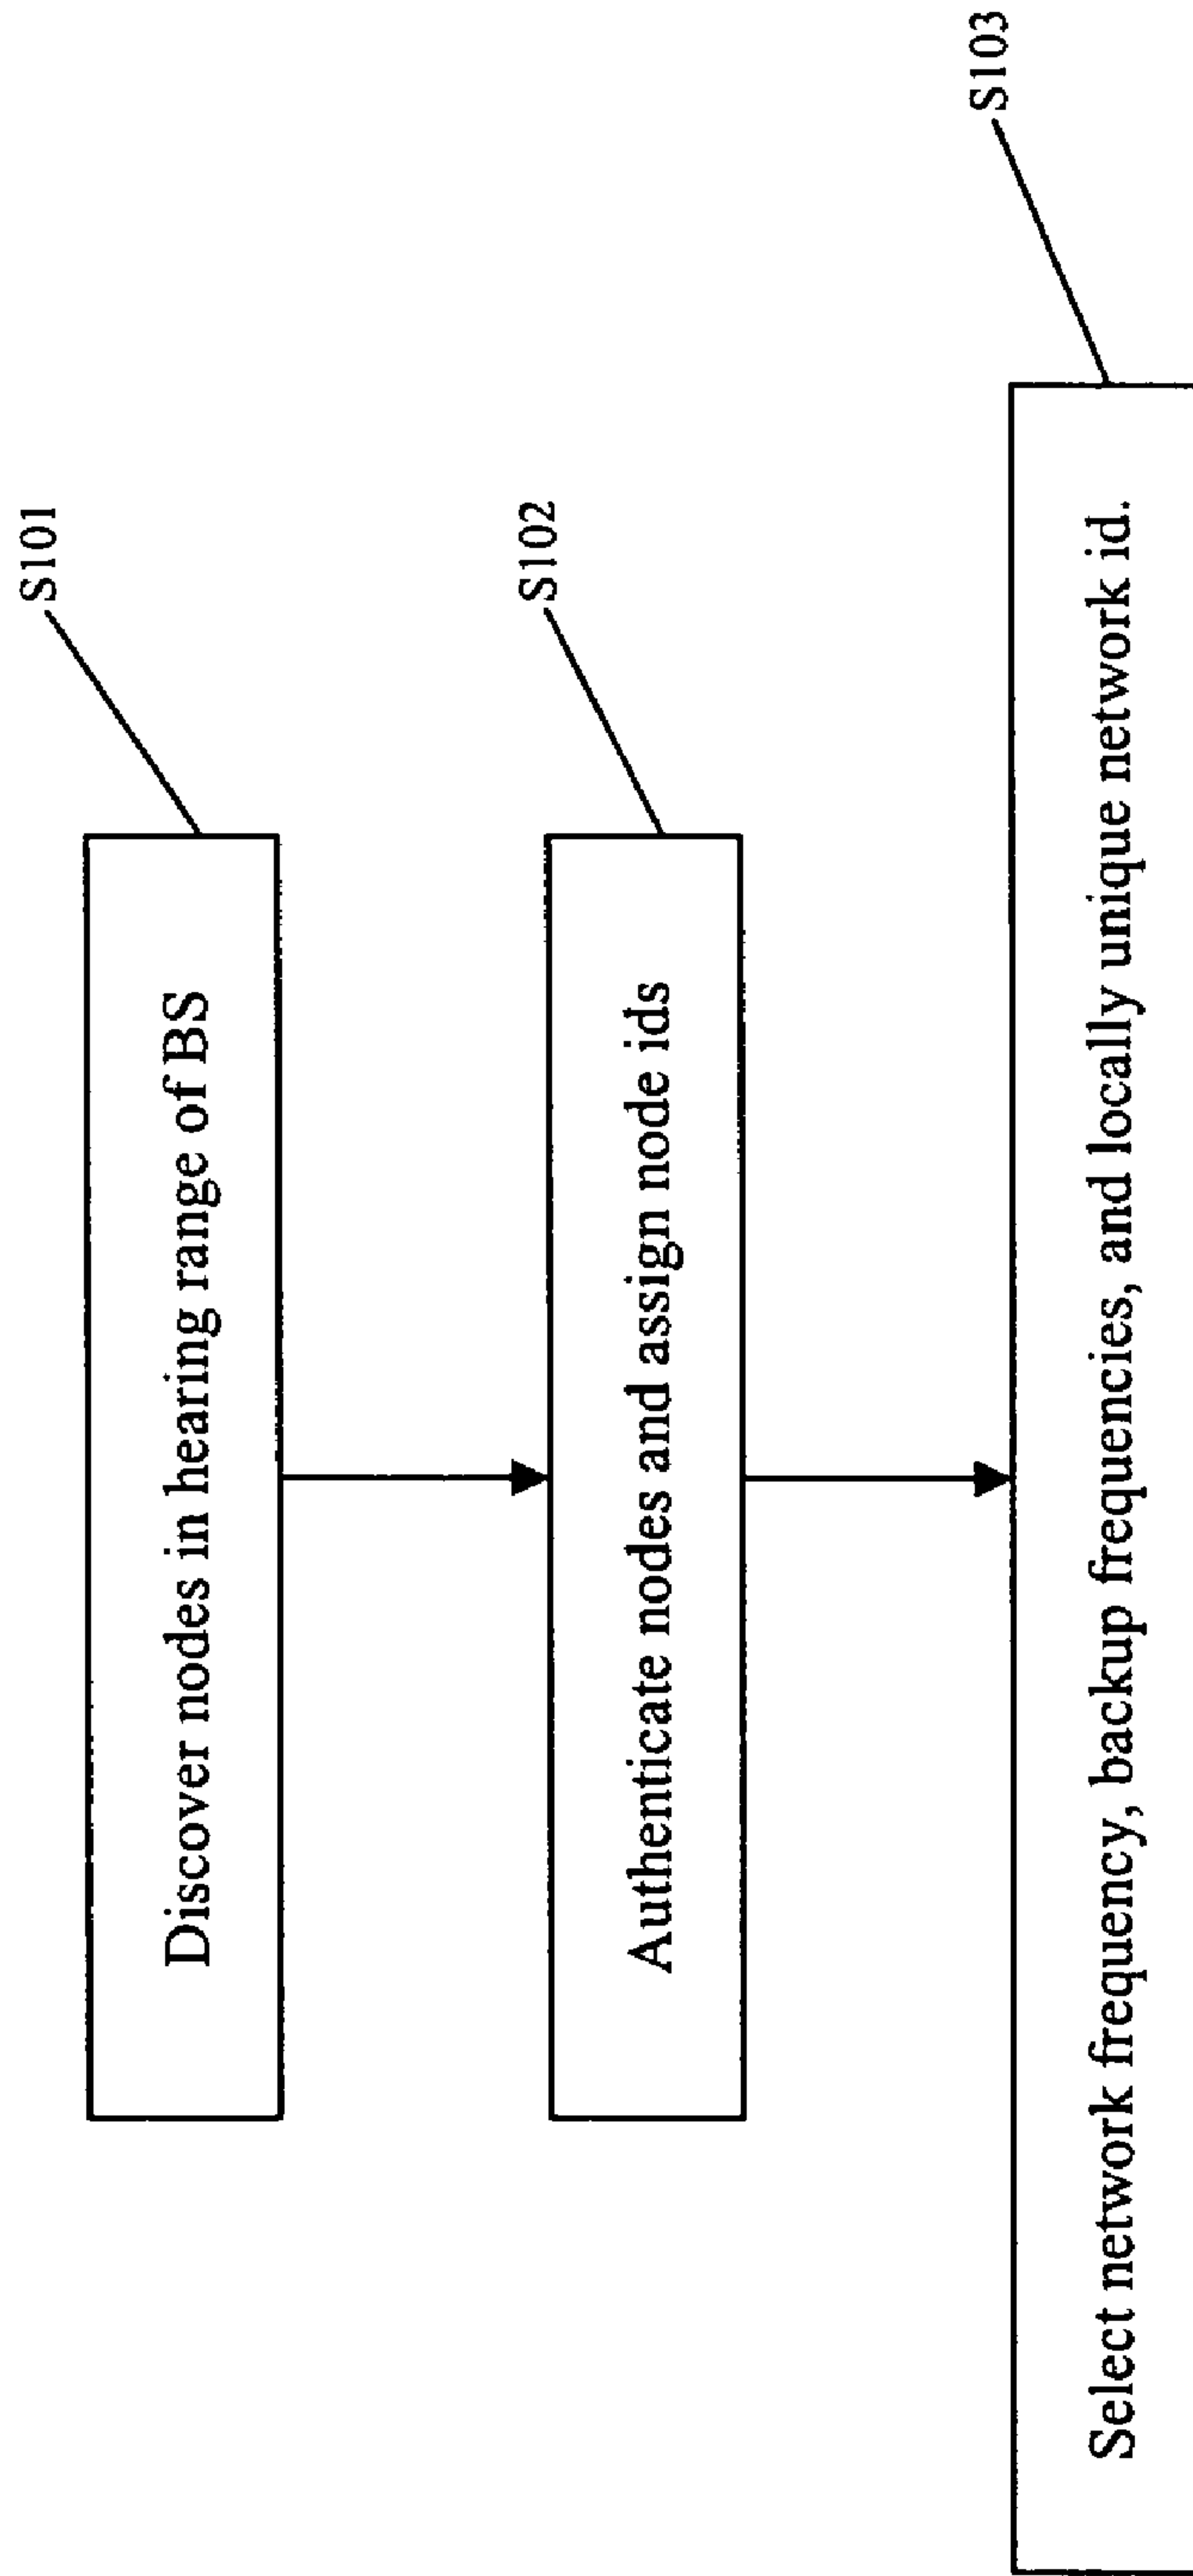 S101
Discover nodes in hearing range of BS
S102
Authenticate nodes and assign node ids
S103
Select network frequency, backup frequencies, and locally unique network id.